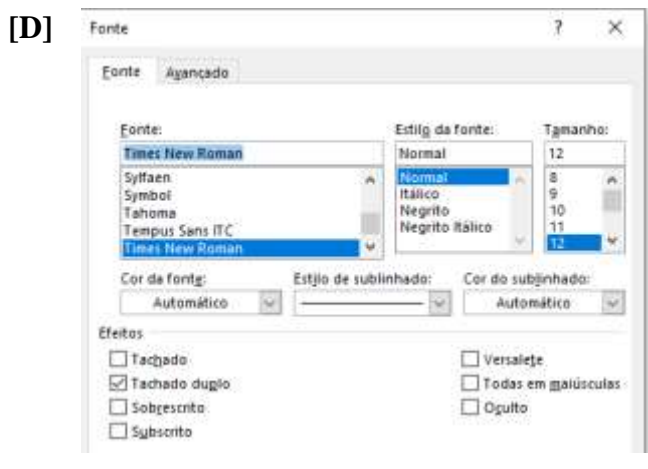 [D]
Fonte ? ×
Fonte Avançado
Fonte: Estilo da fonte: Tamanho:
Times New Roman Normal 12
Sylfaen Normal 8
Symbol Itálico 9
Tahoma Negrito 10
Tempus Sans ITC Negrito Itálico 11
Times New Roman 12
Cor da fonte: Estilo de sublinhado: Cor do sublinhado:
Automático Automático
Efeitos
Tachado Versalete
Tachado duplo Todas em maiúsculas
Sobrescrito Oculto
Subscrito